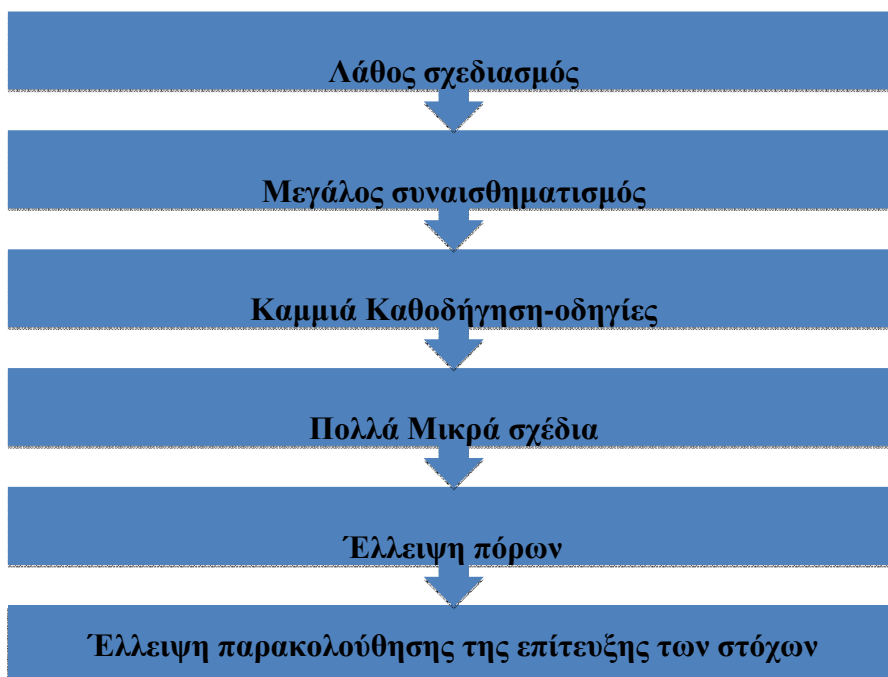 Λάθος σχεδιασμός
Μεγάλος συναισθηματισμός
Καμμιά Καθοδήγηση-οδηγίες
Πολλά Μικρά σχέδια
Έλλειψη πόρων
Έλλειψη παρακολούθησης της επίτευξης των στόχων